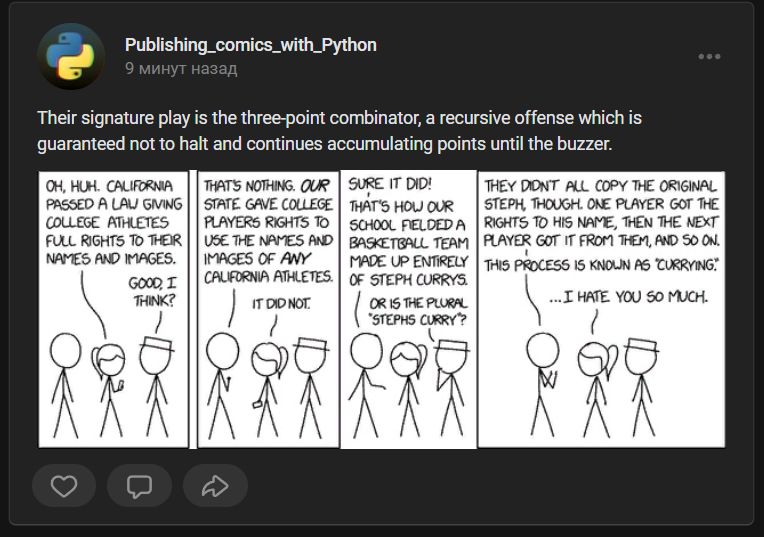 Publishing_comics_with_Python
9 минут назад
Their signature play is the three-point combinator, a recursive offense which is
guaranteed not to halt and continues accumulating points until the buzzer.
OH, HUH. CALIFORNIA
PASSED A LAW GIVING
COLLEGE ATHLETES
FULL RIGHTS TO THEIR
NAMES AND IMAGES.
GOOD, I
THINK?
THAT'S NOTHING. OUR
STATE GAVE COLLEGE
PLAYERS RIGHTS TO
USE THE NAMES AND
IMAGES OF ANY
CALIFORNIA ATHLETES.
IT DID NOT.
SURE IT DID!
THAT'S HOW OUR
SCHOOL FIELDED A
BASKETBALL TEAM
MADE UP ENTIRELY
OF STEPH CURRYS.
OR IS THE PLURAL
"STEPHS CURRY"?
THEY DIDN'T ALL COPY THE ORIGINAL
STEPH, THOUGH. ONE PLAYER GOT THE
RIGHTS TO HIS NAME, THEN THE NEXT
PLAYER GOT IT FROM THEM, AND SO ON.
THIS PROCESS IS KNOWN AS "CURRYING."
...I HATE YOU SO MUCH.